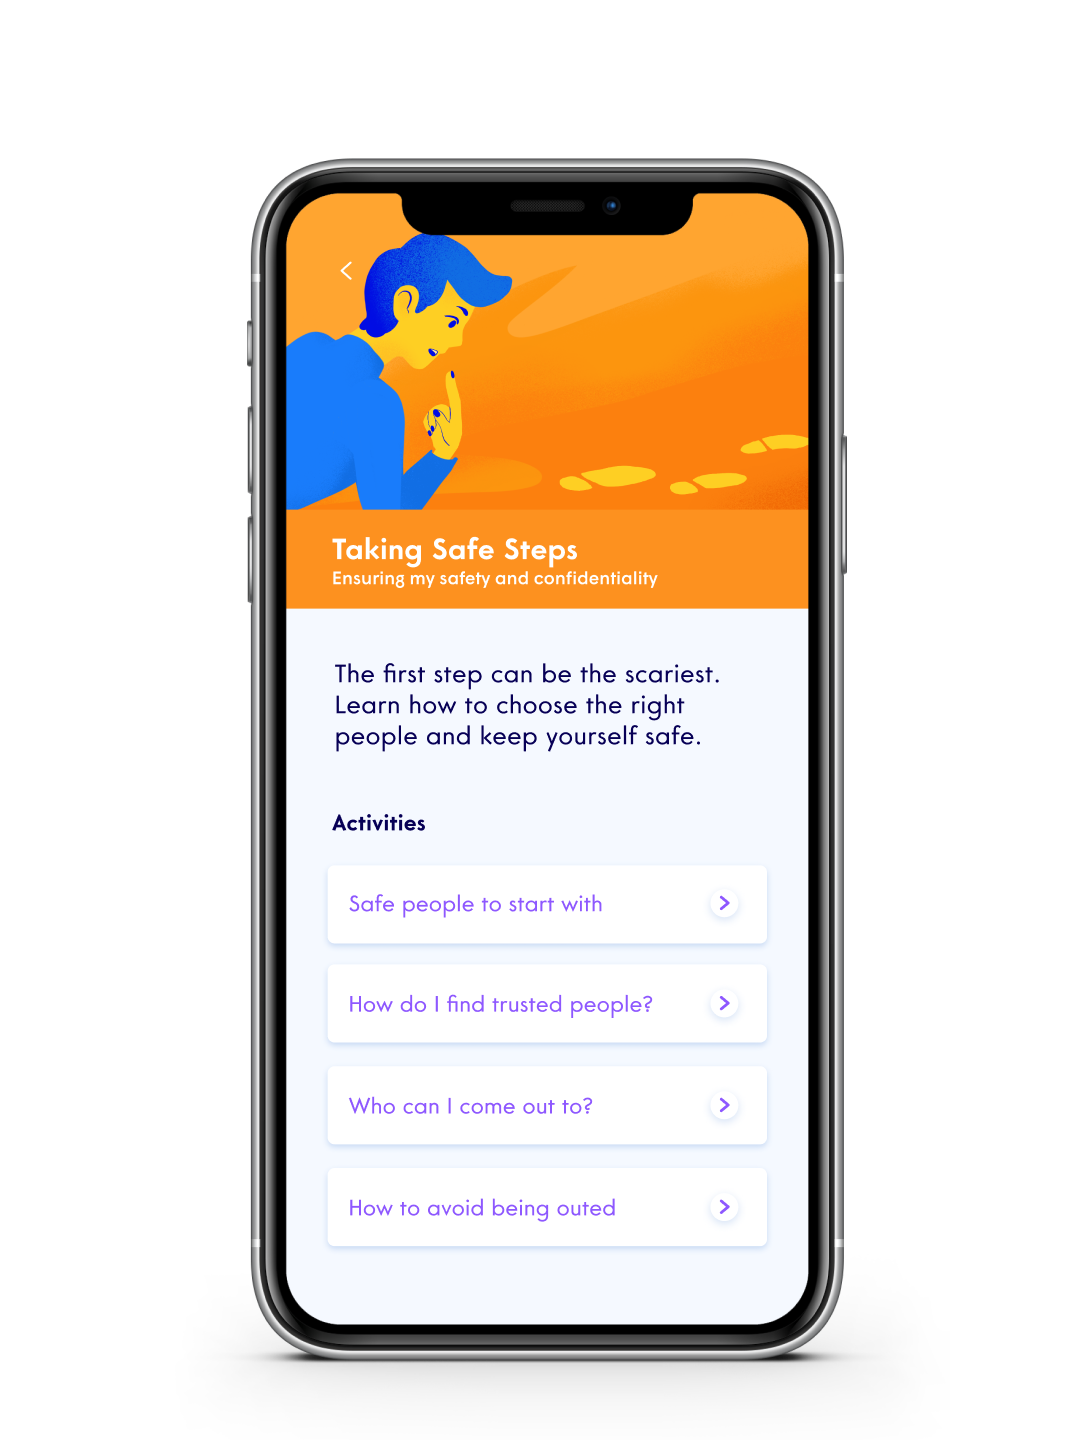 Taking Safe Steps
Ensuring my safety and confidentiality
The first step can be the scariest.
Learn how to choose the right
people and keep yourself safe.
Activities
Safe people to start with
How do I find trusted people?
Who can I come out to?
How to avoid being outed